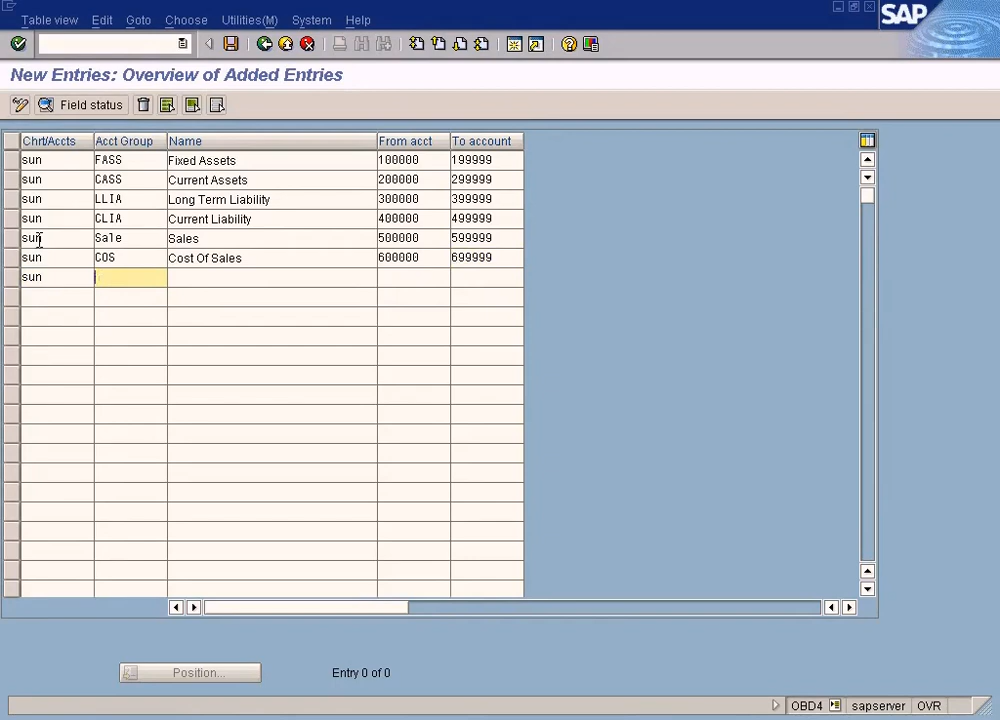 Table view Edit Goto Choose Utilities(M) System Help
SAP
New Entries: Overview of Added Entries
Field status
Chrt/Accts Acct Group Name From acct To account
sun FASS Fixed Assets 100000 199999
sun CASS Current Assets 200000 299999
sun LLIA Long Term Liability 300000 399999
sun CLIA Current Liability 400000 499999
sun Sale Sales 500000 599999
sun COS Cost Of Sales 600000 699999
sun
Position... Entry 0 of 0
OBD4 sapserver OVR